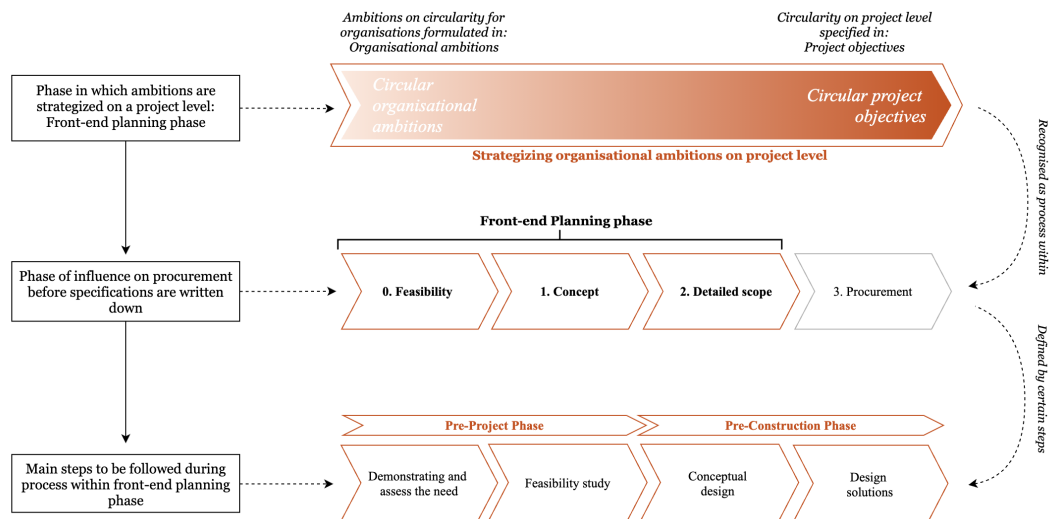 Ambitions on circularity for
organisations formulated in:
Organisational ambitions
Circularity on project level
specified in:
Project objectives
Phase in which ambitions are
strategized on a project level:
Front-end planning phase
Circular
organisational
ambitions
Circular project
objectives
Strategizing organisational ambitions on project level
Recognised as process within
Front-end Planning phase
Phase of influence on procurement
before specifications are written
down
0. Feasibility
1. Concept
2. Detailed scope
3. Procurement
Defined by certain steps
Pre-Project Phase
Pre-Construction Phase
Main steps to be followed during
process within front-end planning
phase
Demonstrating and
assess the need
Feasibility study
Conceptual
design
Design
solutions